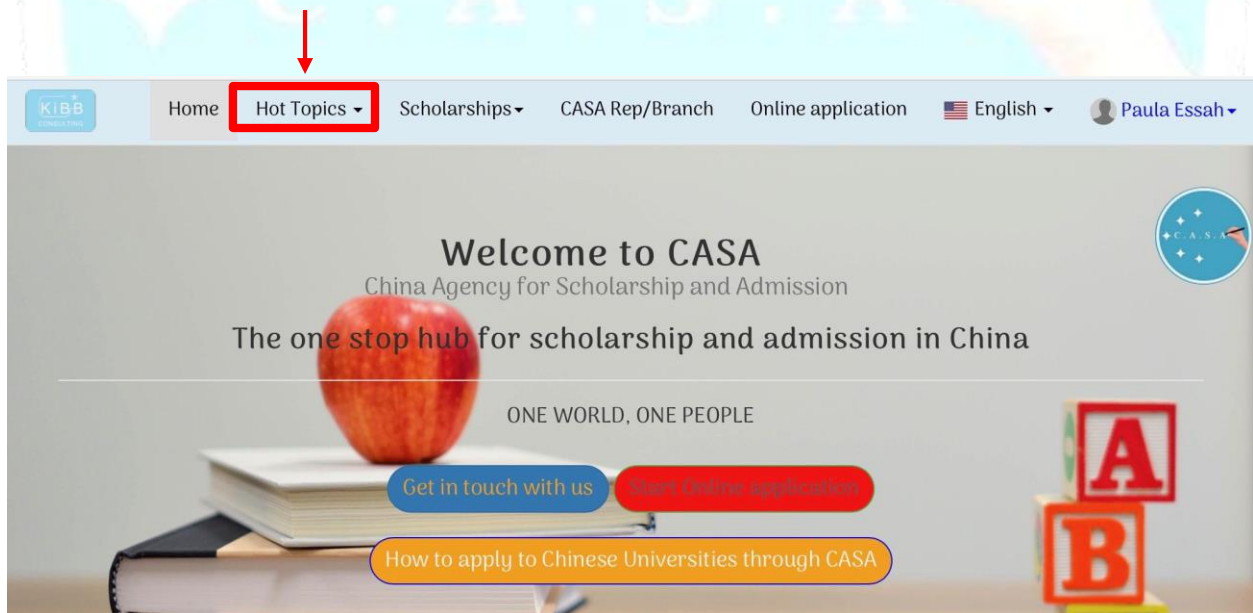 C.A.S.A
KIBB
CONSULTING
Home
Hot Topics
Scholarships
CASA Rep/Branch
Online application
English
Paula Essah
C.A.S.A
Welcome to CASA
China Agency for Scholarship and Admission
The one stop hub for scholarship and admission in China
ONE WORLD, ONE PEOPLE
Get in touch with us
Start Online application
How to apply to Chinese Universities through CASA
A
B